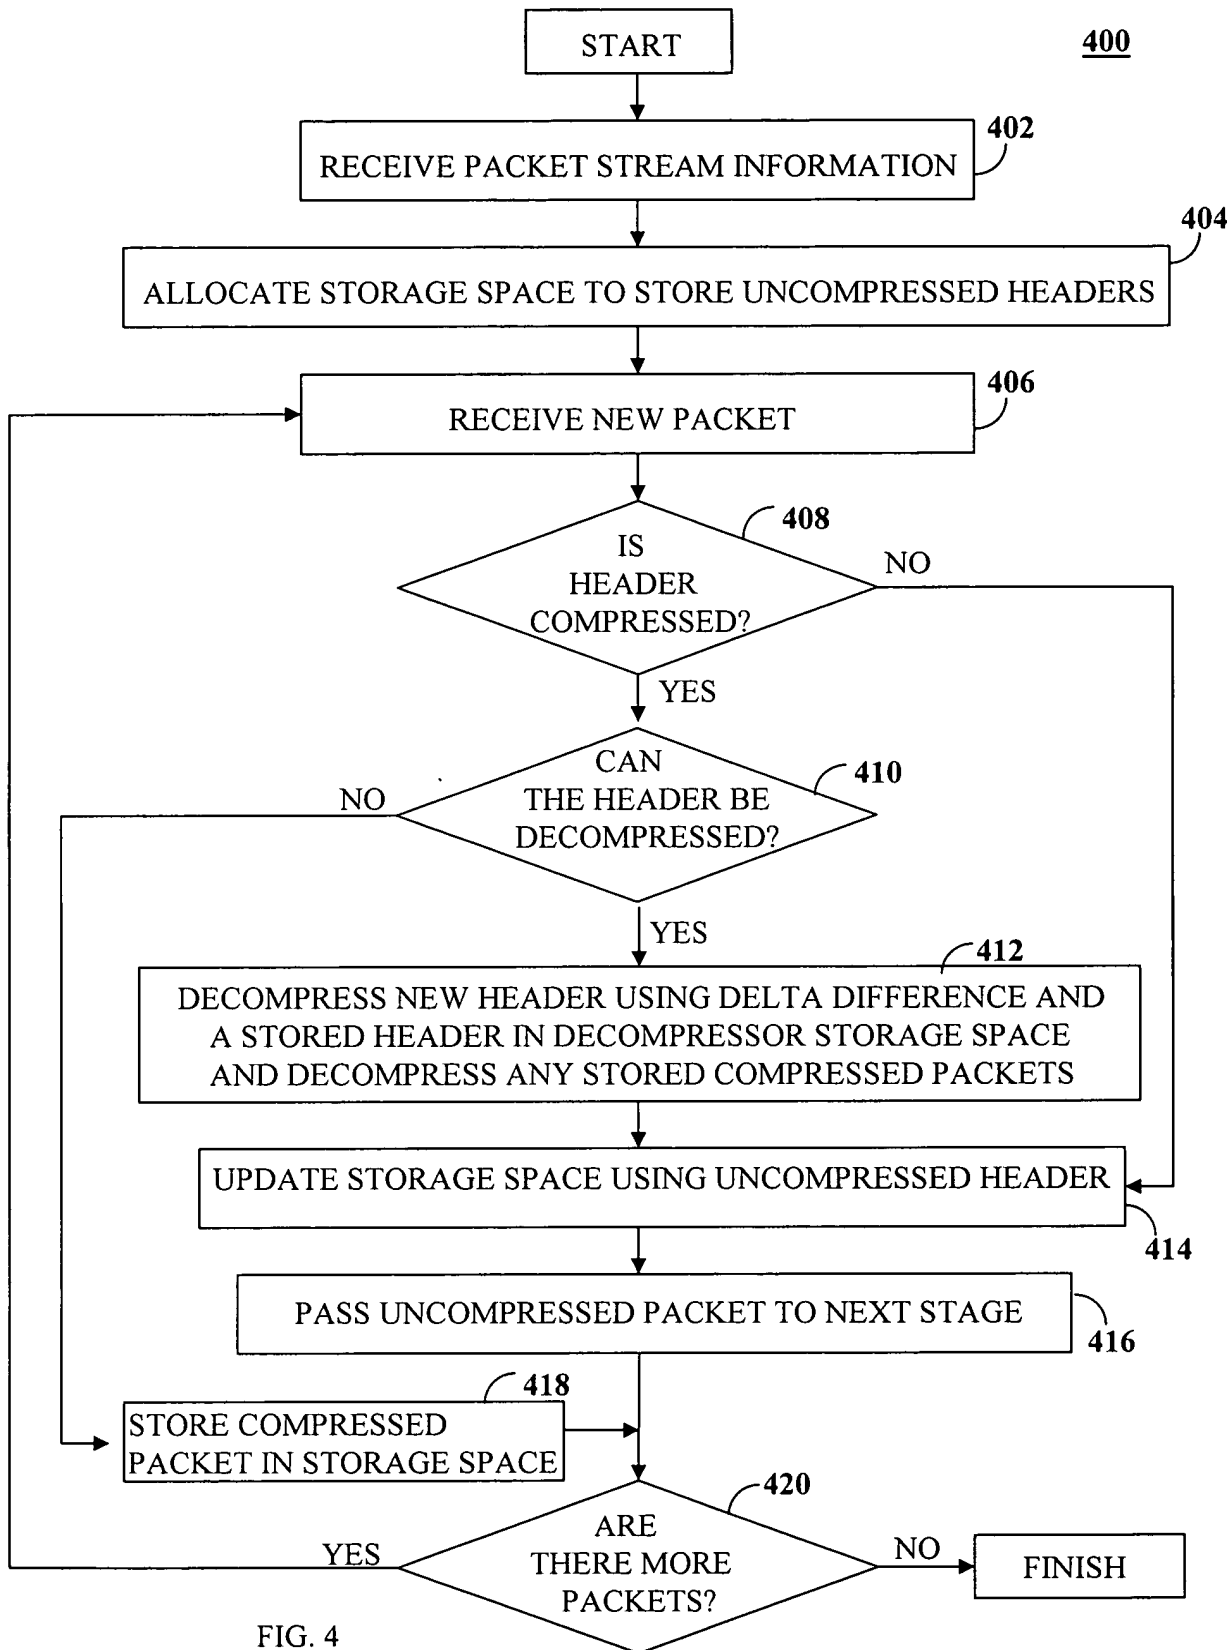 START
400
402
RECEIVE PACKET STREAM INFORMATION
404
ALLOCATE STORAGE SPACE TO STORE UNCOMPRESSED HEADERS
406
RECEIVE NEW PACKET
408
IS
HEADER
COMPRESSED?
NO
YES
CAN
THE HEADER BE
DECOMPRESSED?
410
NO
YES
412
DECOMPRESS NEW HEADER USING DELTA DIFFERENCE AND
A STORED HEADER IN DECOMPRESSOR STORAGE SPACE
AND DECOMPRESS ANY STORED COMPRESSED PACKETS
UPDATE STORAGE SPACE USING UNCOMPRESSED HEADER
414
PASS UNCOMPRESSED PACKET TO NEXT STAGE
416
418
STORE COMPRESSED
PACKET IN STORAGE SPACE
420
ARE
THERE MORE
PACKETS?
YES
NO
FINISH
FIG. 4